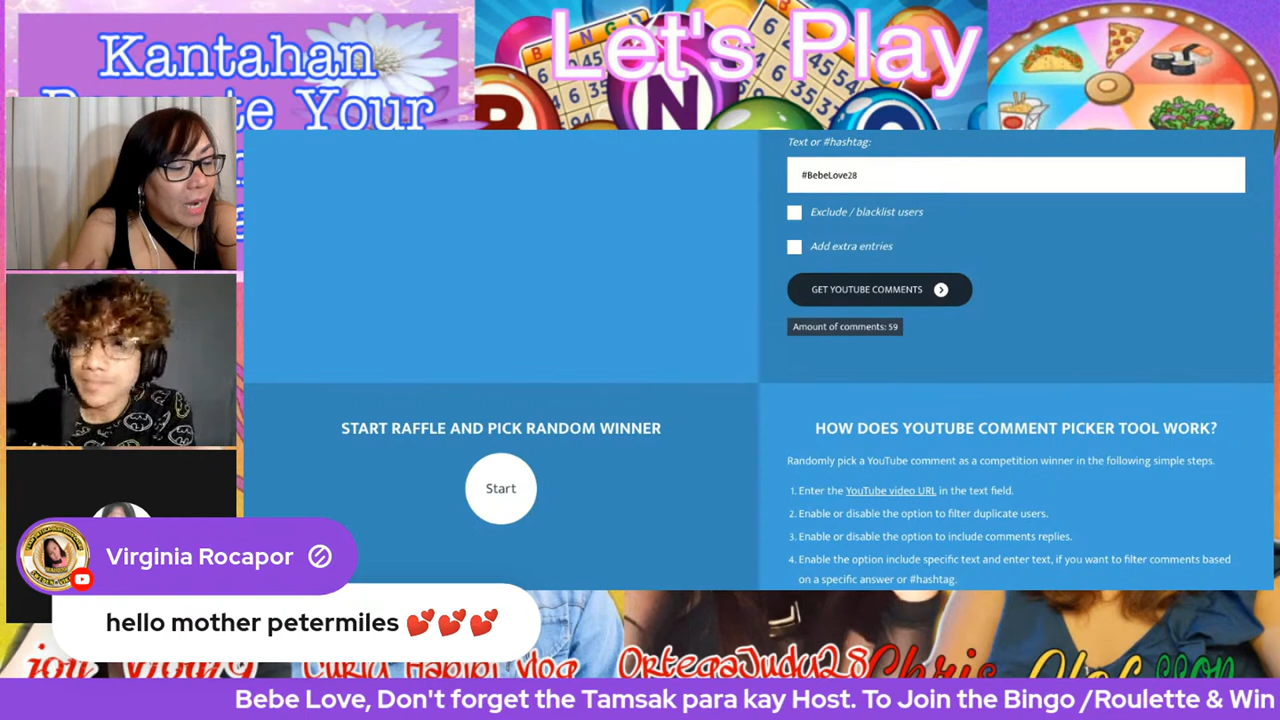 Kantahan
Let's Play
Text or #hashtag:
#BebeLove28
Exclude / blacklist users
Add extra entries
GET YOUTUBE COMMENTS
Amount of comments: 59
START RAFFLE AND PICK RANDOM WINNER
Start
HOW DOES YOUTUBE COMMENT PICKER TOOL WORK?
Randomly pick a YouTube comment as a competition winner in the following simple steps.
1. Enter the YouTube video URL in the text field.
2. Enable or disable the option to filter duplicate users.
3. Enable or disable the option to include comments replies.
4. Enable the option include specific text and enter text, if you want to filter comments based
on a specific answer or #hashtag.
Virginia Rocapor
hello mother petermiles 💕💕💕
OrtegaJudy28
Bebe Love, Don't forget the Tamsak para kay Host. To Join the Bingo /Roulette & Win